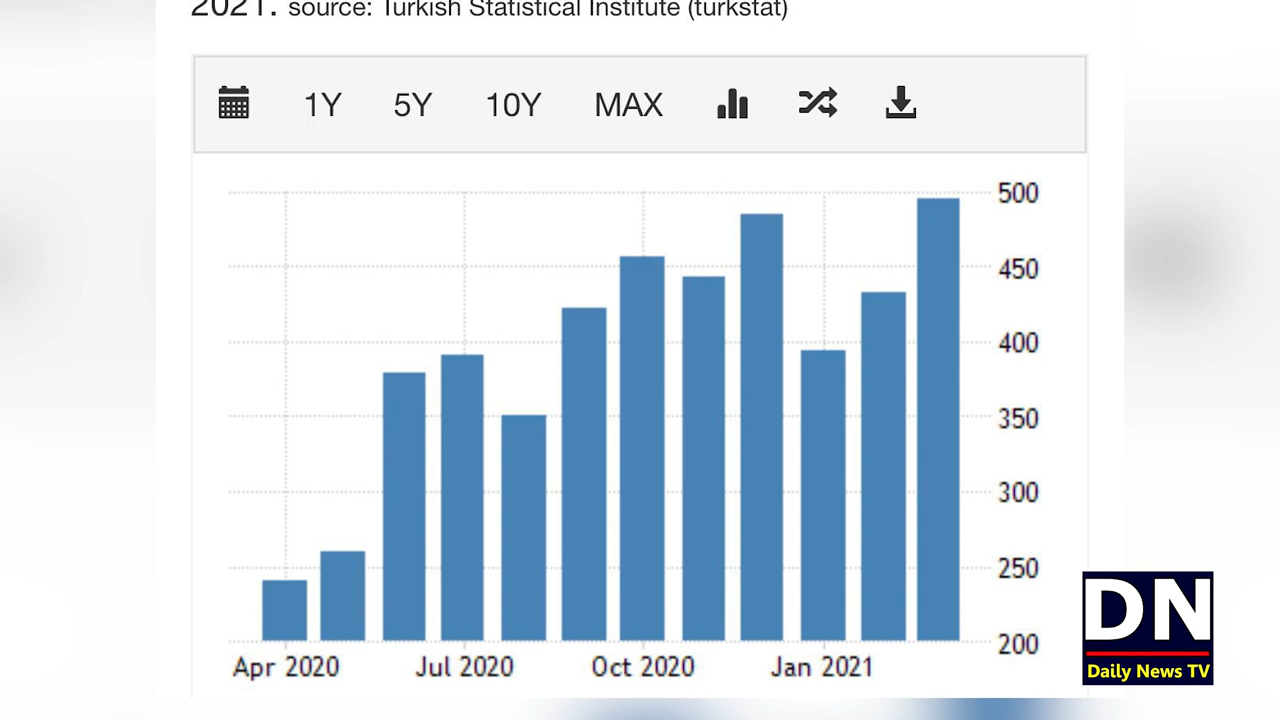 2021. source: Turkish Statistical Institute (turkstat)
1Y 5Y 10Y MAX
500
450
400
350
300
250
200
Apr 2020 Jul 2020 Oct 2020 Jan 2021
DN
Daily News TV